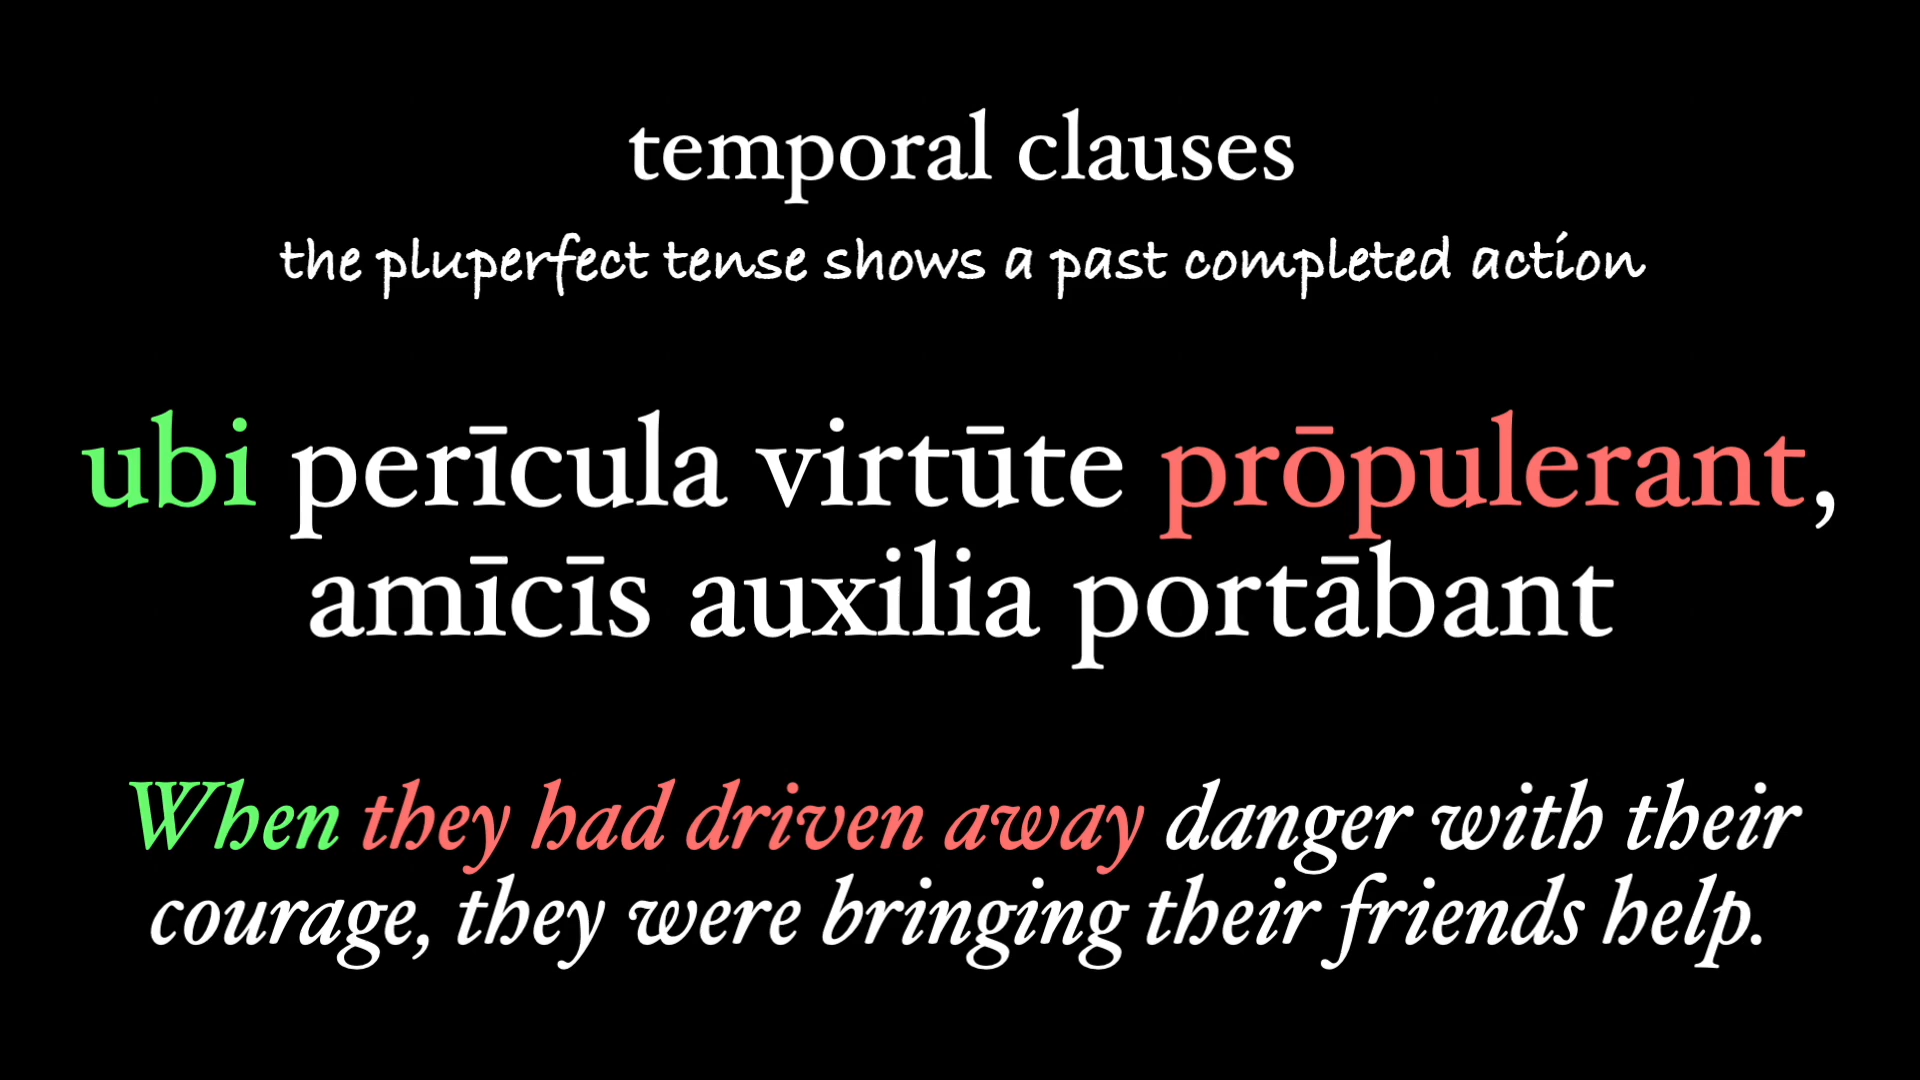 temporal clauses
the pluperfect tense shows a past completed action
ubi perīcula virtūte prōpulerant,
amīcīs auxilia portābant
When they had driven away danger with their
courage, they were bringing their friends help.